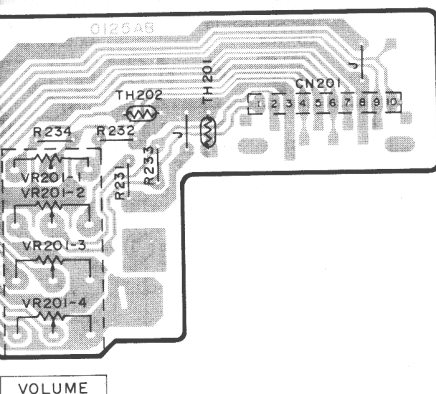 0125AB
TH201
CN201
TH202
1 2 3 4 5 6 7 8 9 10
R234 R232
R233
R231
VR201-1
VR201-2
VR201-3
VR201-4
VOLUME